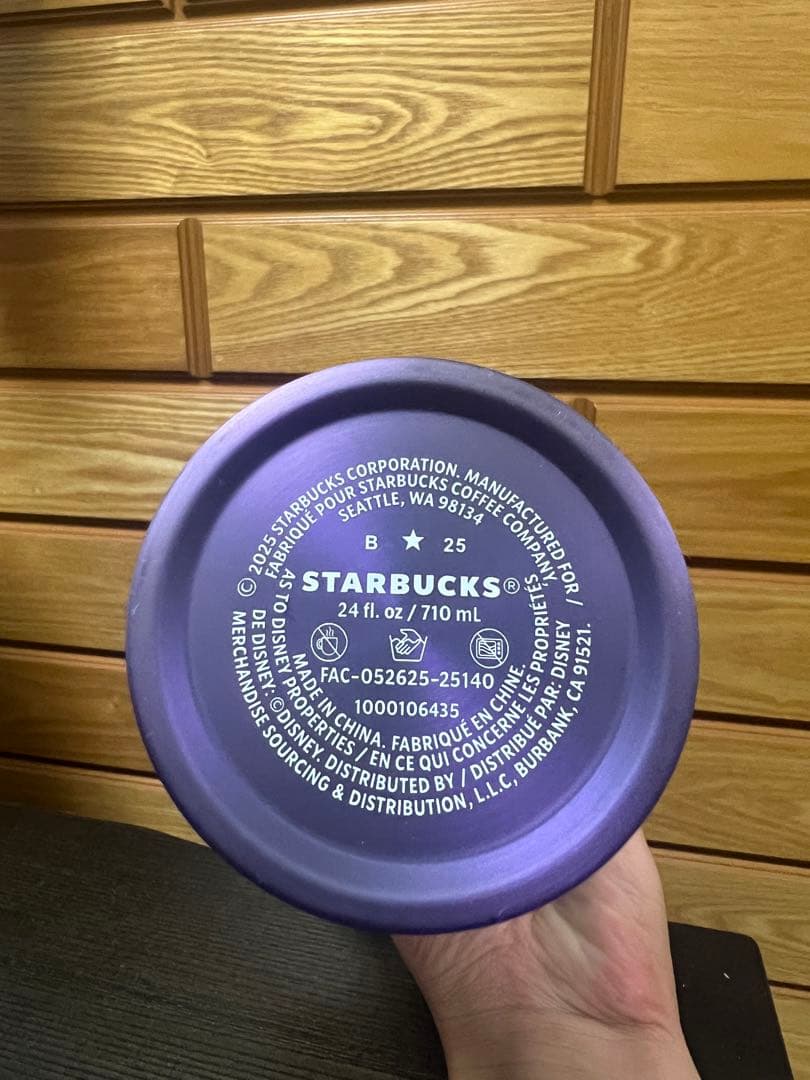 © 2025 STARBUCKS CORPORATION. MANUFACTURED FOR /
FABRIQUÉ POUR STARBUCKS COFFEE COMPANY,
SEATTLE, WA 98134
B ★ 25
STARBUCKS®
24 fl. oz / 710 mL
FAC-052625-25140
1000106435
MADE IN CHINA. FABRIQUÉ EN CHINE.
AS TO DISNEY PROPERTIES / EN CE QUI CONCERNE LES PROPRIÉTÉS
DE DISNEY: ©DISNEY. DISTRIBUTED BY / DISTRIBUÉ PAR: DISNEY
MERCHANDISE SOURCING & DISTRIBUTION, L.L.C, BURBANK, CA 91521.